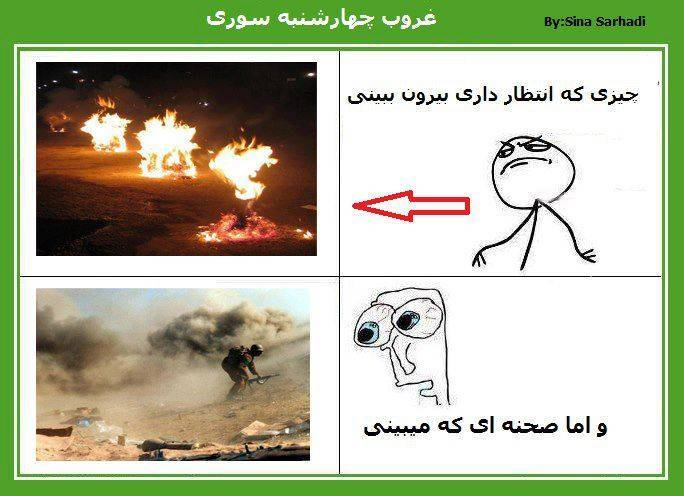 غروب چهارشنبه سوری
By:Sina Sarhadi
چیزی که انتظار داری بیرون ببینی
و اما صحنه ای که میبینی